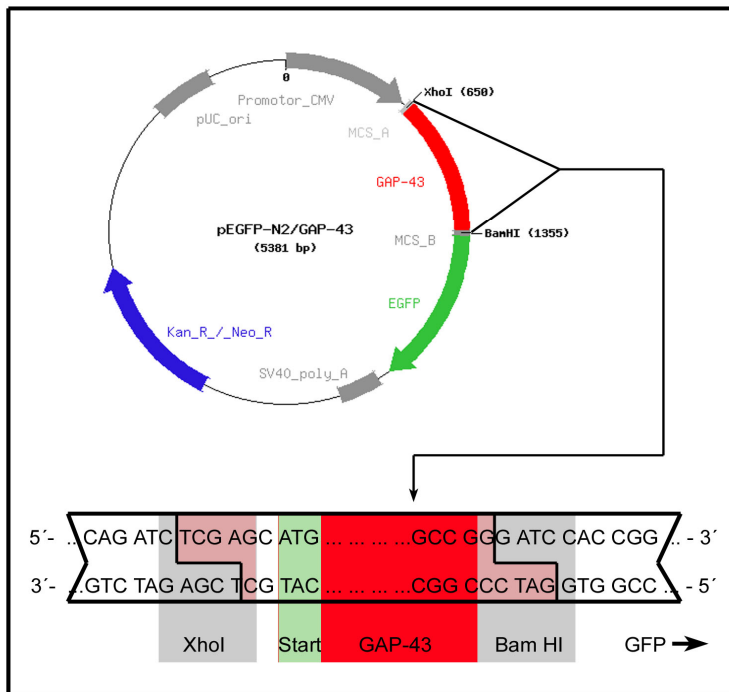 0
Promotor_CMV
pUC_ori
XhoI (650)
MCS_A
GAP-43
pEGFP-N2/GAP-43
(5381 bp)
MCS_B
BamHI (1355)
EGFP
Kan_R_/_Neo_R
SV40_poly_A
5´- .. CAG ATC TCG AGC ATG ... ... ... ...GCC GGG ATC CAC CGG .. - 3´
3´- ...GTC TAG AGC TCG TAC ... ... ... ...CGG CCC TAG GTG GCC ... - 5´
XhoI Start GAP-43 Bam HI GFP